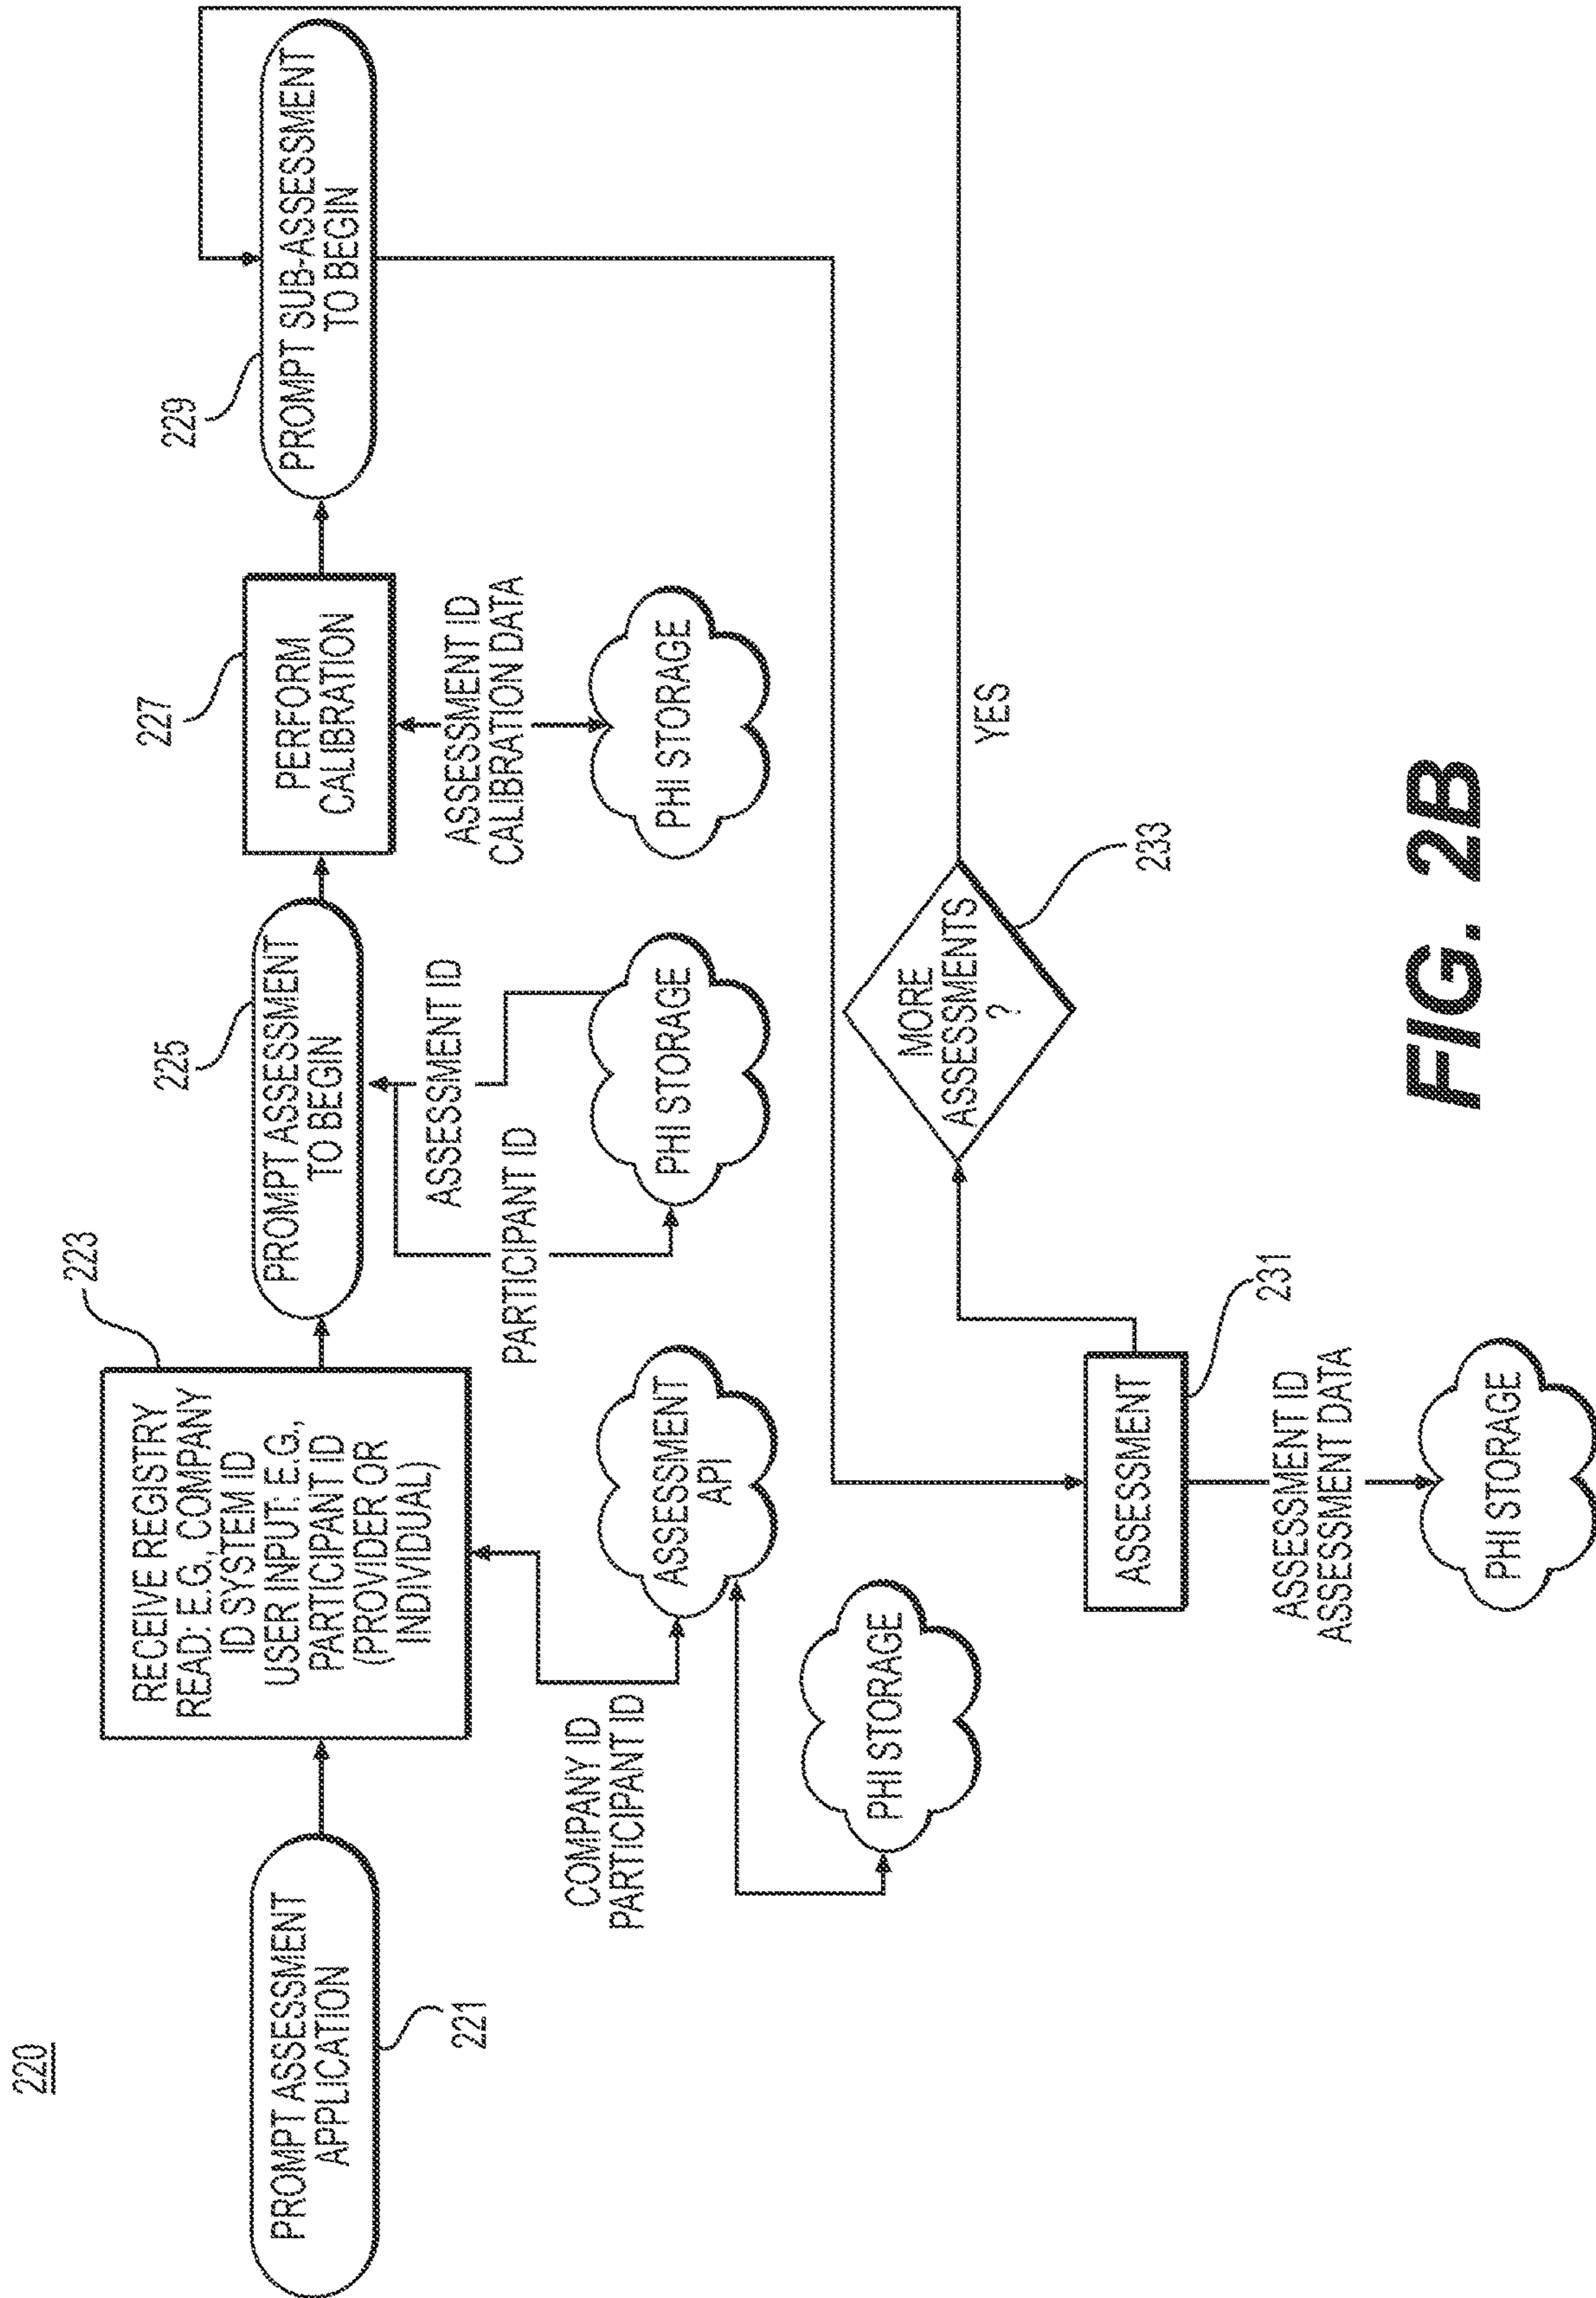 220
PROMPT ASSESSMENT
APPLICATION
221
RECEIVE REGISTRY
READ: E.G., COMPANY
ID SYSTEM ID
USER INPUT: E.G.,
PARTICIPANT ID
(PROVIDER OR
INDIVIDUAL)
223
COMPANY ID
PARTICIPANT ID
ASSESSMENT
API
PHI STORAGE
PROMPT ASSESSMENT
TO BEGIN
225
ASSESSMENT ID
PARTICIPANT ID
PHI STORAGE
PERFORM
CALIBRATION
227
ASSESSMENT ID
CALIBRATION DATA
PHI STORAGE
PROMPT SUB-ASSESSMENT
TO BEGIN
229
ASSESSMENT
231
ASSESSMENT ID
ASSESSMENT DATA
PHI STORAGE
MORE
ASSESSMENTS
?
233
YES
FIG. 2B